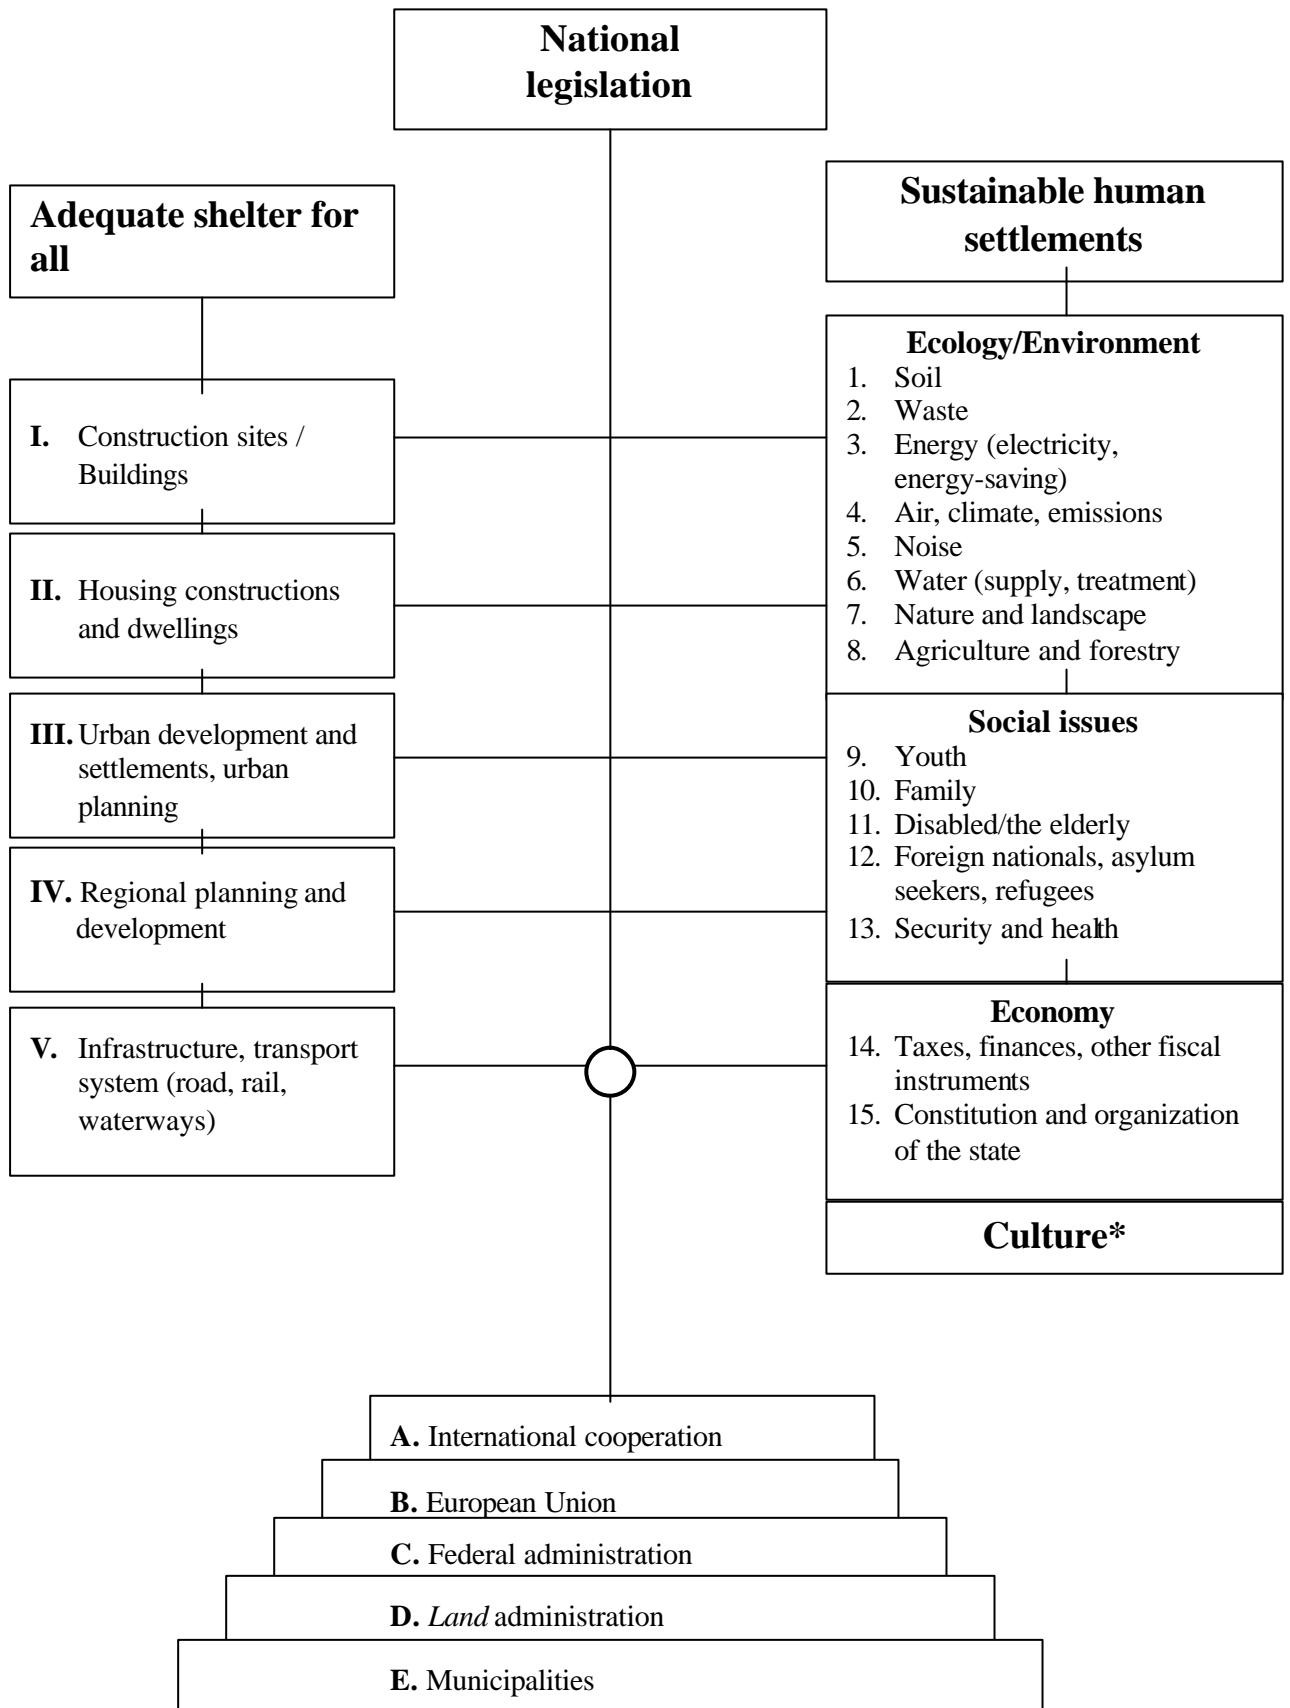 National
legislation
Adequate shelter for
all
Sustainable human
settlements
I. Construction sites /
Buildings
II. Housing constructions
and dwellings
III. Urban development and
settlements, urban
planning
IV. Regional planning and
development
V. Infrastructure, transport
system (road, rail,
waterways)
Ecology/Environment
1. Soil
2. Waste
3. Energy (electricity,
energy-saving)
4. Air, climate, emissions
5. Noise
6. Water (supply, treatment)
7. Nature and landscape
8. Agriculture and forestry
Social issues
9. Youth
10. Family
11. Disabled/the elderly
12. Foreign nationals, asylum
seekers, refugees
13. Security and health
Economy
14. Taxes, finances, other fiscal
instruments
15. Constitution and organization
of the state
Culture*
A. International cooperation
B. European Union
C. Federal administration
D. Land administration
E. Municipalities